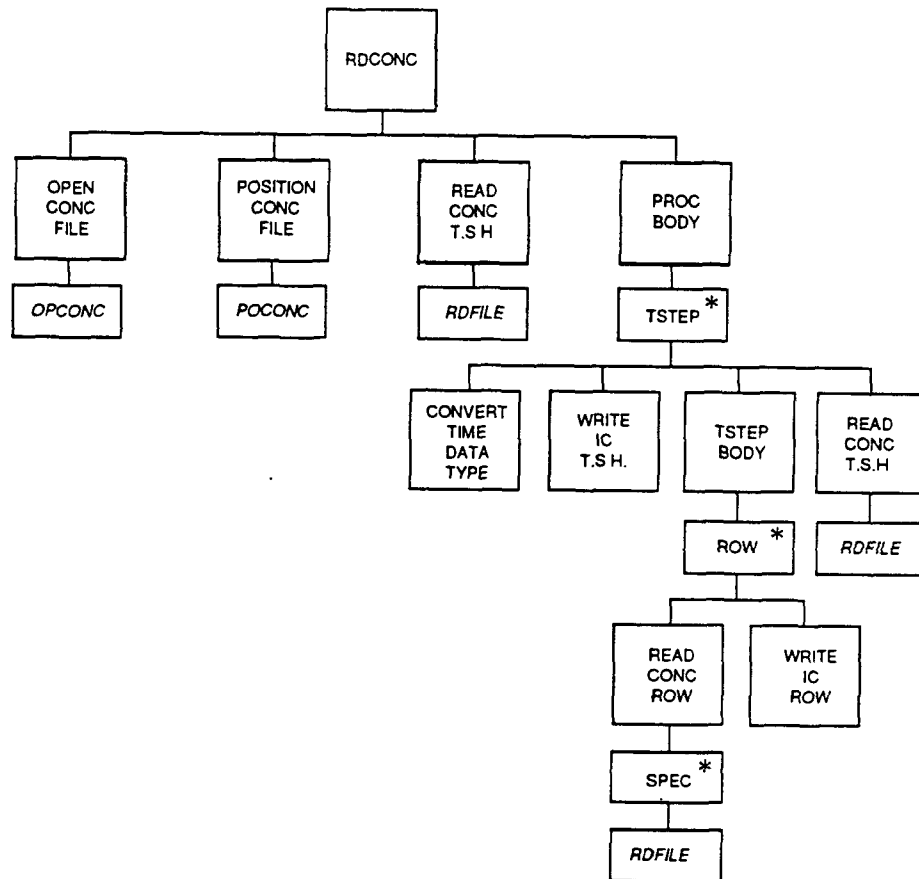 RDCONC
OPEN
CONC
FILE
POSITION
CONC
FILE
READ
CONC
T.S H
PROC
BODY
OPCONC
POCONC
RDFILE
TSTEP *
CONVERT
TIME
DATA
TYPE
WRITE
IC
T.S H.
TSTEP
BODY
READ
CONC
T.S.H
ROW *
RDFILE
READ
CONC
ROW
WRITE
IC
ROW
SPEC *
RDFILE